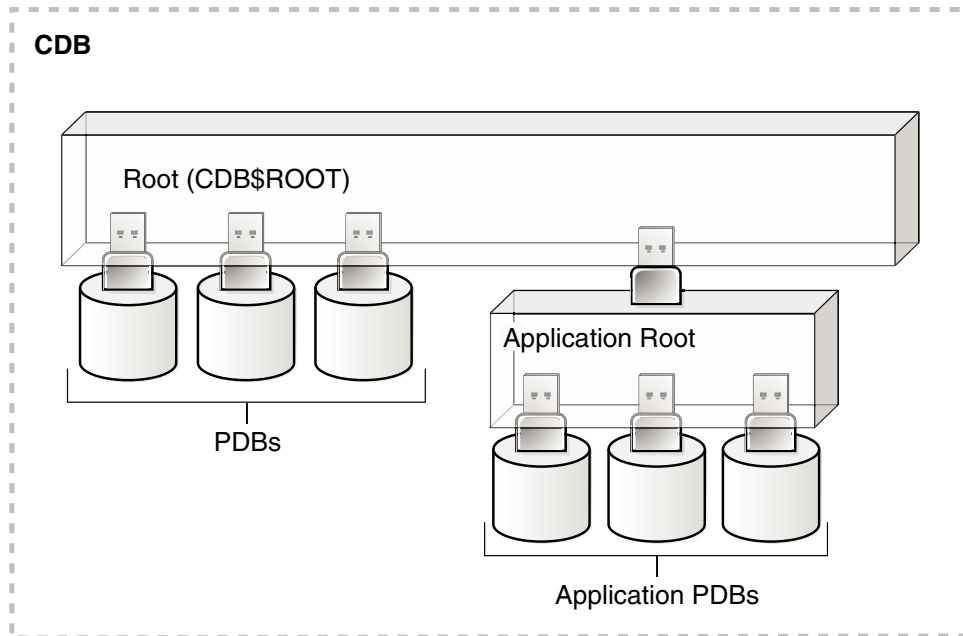 CDB
Root (CDB$ROOT)
Application Root
PDBs
Application PDBs